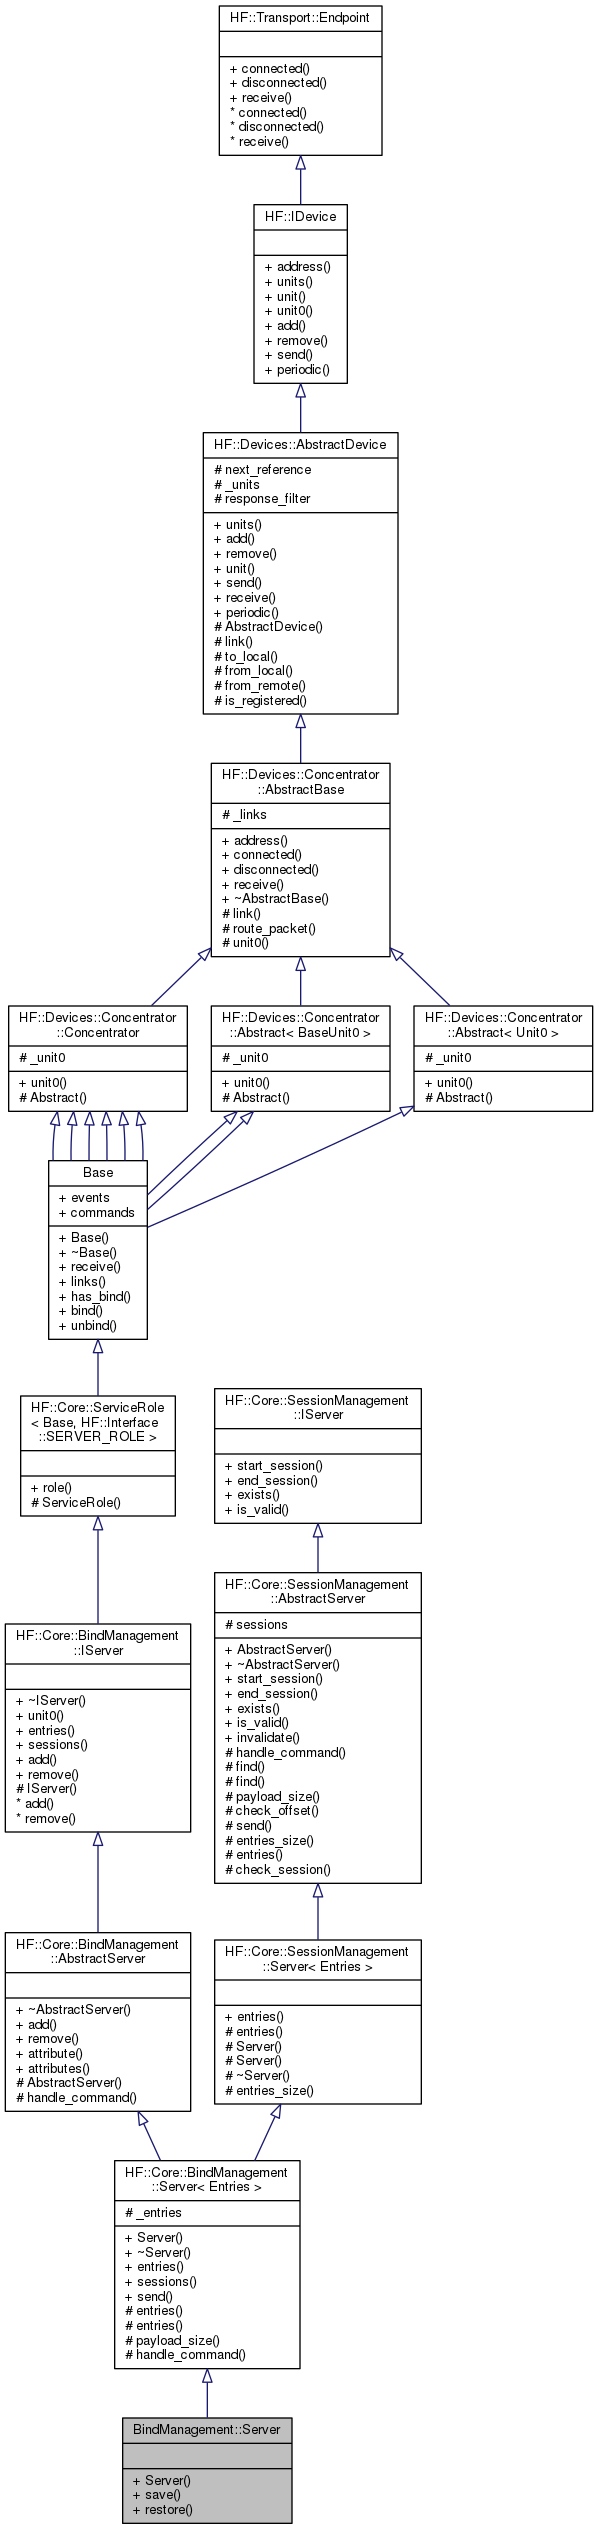 HF::Transport::Endpoint
+ connected()
+ disconnected()
+ receive()
* connected()
* disconnected()
* receive()
HF::IDevice
+ address()
+ units()
+ unit()
+ unit0()
+ add()
+ remove()
+ send()
+ periodic()
HF::Devices::AbstractDevice
# next_reference
# _units
# response_filter
+ units()
+ add()
+ remove()
+ unit()
+ send()
+ receive()
+ periodic()
# AbstractDevice()
# link()
# to_local()
# from_local()
# from_remote()
# is_registered()
HF::Devices::Concentrator
::AbstractBase
# _links
+ address()
+ connected()
+ disconnected()
+ receive()
+ ~AbstractBase()
# link()
# route_packet()
# unit0()
HF::Devices::Concentrator
::Concentrator
# _unit0
+ unit0()
# Abstract()
HF::Devices::Concentrator
::Abstract< BaseUnit0 >
# _unit0
+ unit0()
# Abstract()
HF::Devices::Concentrator
::Abstract< Unit0 >
# _unit0
+ unit0()
# Abstract()
Base
+ events
+ commands
+ Base()
+ ~Base()
+ receive()
+ links()
+ has_bind()
+ bind()
+ unbind()
HF::Core::ServiceRole
< Base, HF::Interface
::SERVER_ROLE >
+ role()
# ServiceRole()
HF::Core::SessionManagement
::IServer
+ start_session()
+ end_session()
+ exists()
+ is_valid()
HF::Core::SessionManagement
::AbstractServer
# sessions
+ AbstractServer()
+ ~AbstractServer()
+ start_session()
+ end_session()
+ exists()
+ is_valid()
+ invalidate()
# handle_command()
# find()
# find()
# payload_size()
# check_offset()
# send()
# entries_size()
# entries()
# check_session()
HF::Core::BindManagement
::IServer
+ ~IServer()
+ unit0()
+ entries()
+ sessions()
+ add()
+ remove()
# IServer()
* add()
* remove()
HF::Core::BindManagement
::AbstractServer
+ ~AbstractServer()
+ add()
+ remove()
+ attribute()
+ attributes()
# AbstractServer()
# handle_command()
HF::Core::SessionManagement
::Server< Entries >
+ entries()
# entries()
# Server()
# Server()
# ~Server()
# entries_size()
HF::Core::BindManagement
::Server< Entries >
# _entries
+ Server()
+ ~Server()
+ entries()
+ sessions()
+ send()
# entries()
# entries()
# payload_size()
# handle_command()
BindManagement::Server
+ Server()
+ save()
+ restore()